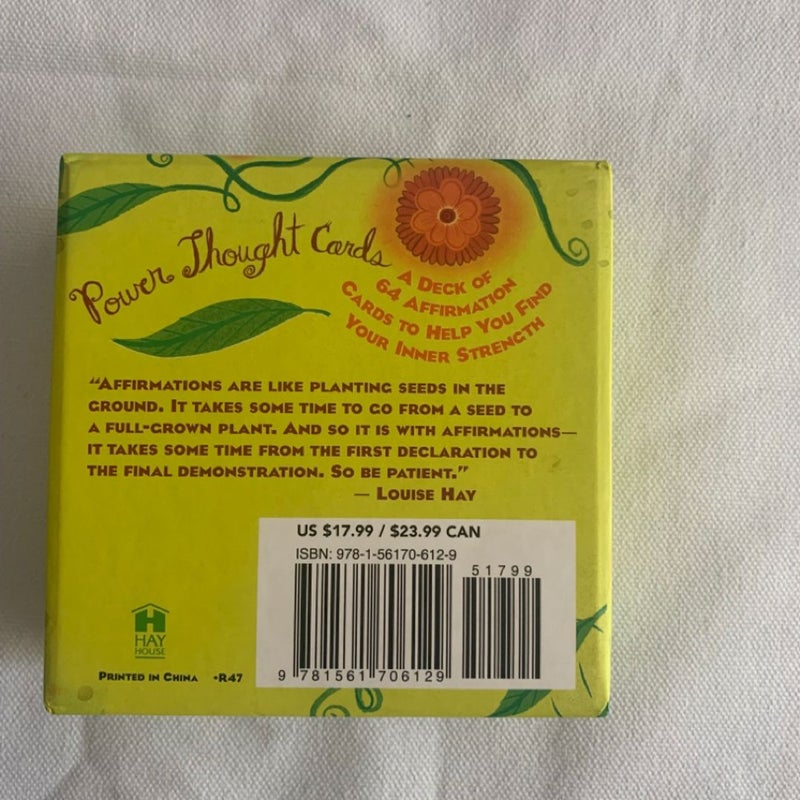 Power Thought Cards
A DECK OF
64 AFFIRMATION
CARDS TO HELP YOU FIND
YOUR INNER STRENGTH
“AFFIRMATIONS ARE LIKE PLANTING SEEDS IN THE
GROUND. IT TAKES SOME TIME TO GO FROM A SEED TO
A FULL-GROWN PLANT. AND SO IT IS WITH AFFIRMATIONS—
IT TAKES SOME TIME FROM THE FIRST DECLARATION TO
THE FINAL DEMONSTRATION. SO BE PATIENT.”
— LOUISE HAY
US $17.99 / $23.99 CAN
ISBN: 978-1-56170-612-9
51799
9 781561 706129
HAY
HOUSE
PRINTED IN CHINA •R47